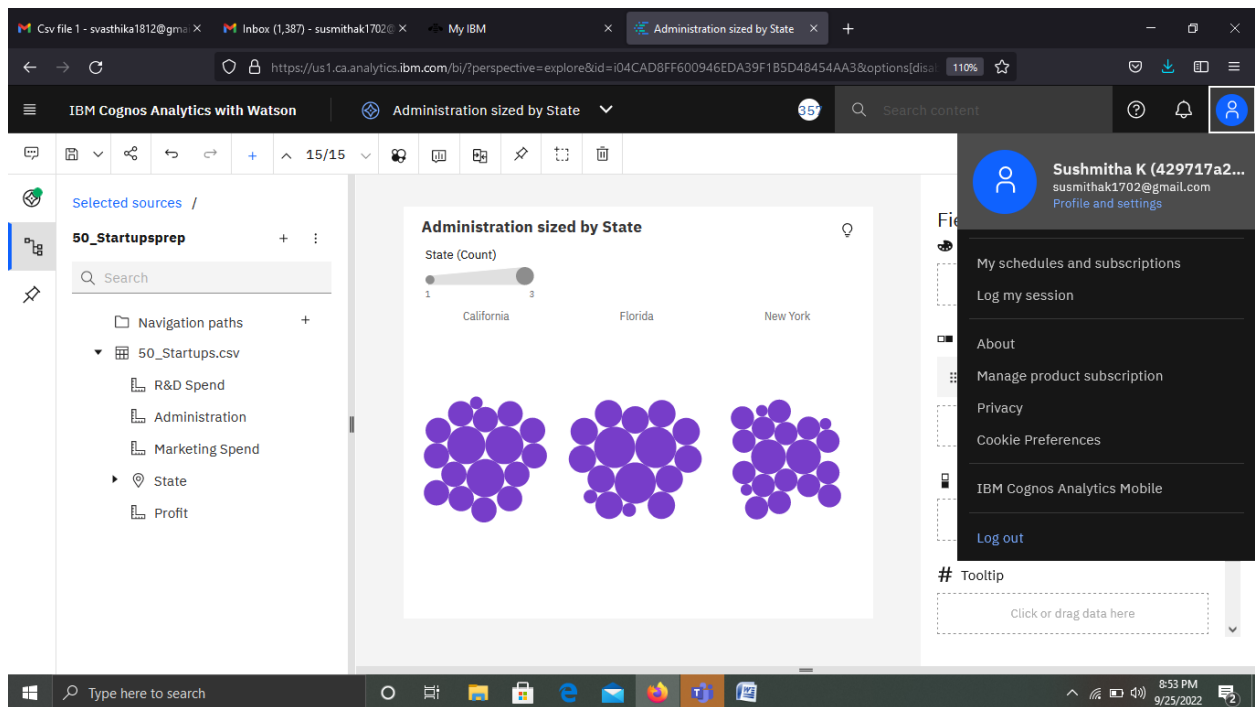 Csv file 1 - svasthika1812@gmai
Inbox (1,387) - susmithak1702@
My IBM
Administration sized by State
https://us1.ca.analytics.ibm.com/bi/?perspective=explore&id=i04CAD8FF600946EDA39F1B5D48454AA3&options[disal
110%
IBM Cognos Analytics with Watson
Administration sized by State
357
Search content
15/15
Sushmitha K (429717a2...
susmithak1702@gmail.com
Profile and settings
My schedules and subscriptions
Log my session
About
Manage product subscription
Privacy
Cookie Preferences
IBM Cognos Analytics Mobile
Log out
Selected sources /
50_Startupsprep
Search
Navigation paths
50_Startups.csv
R&D Spend
Administration
Marketing Spend
State
Profit
Administration sized by State
State (Count)
1 3
California Florida New York
Fie
# Tooltip
Click or drag data here
Type here to search
8:53 PM
9/25/2022
2